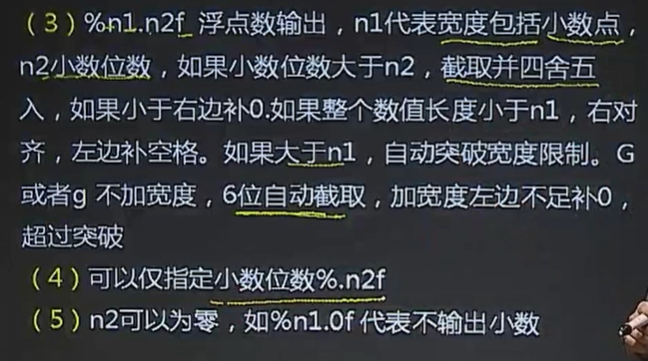 （3）%n1.n2f 浮点数输出，n1代表宽度包括小数点，
n2小数位数，如果小数位数大于n2，截取并四舍五
入，如果小于右边补0.如果整个数值长度小于n1，右对
齐，左边补空格。如果大于n1，自动突破宽度限制。G
或者g 不加宽度，6位自动截取，加宽度左边不足补0，
超过突破
（4）可以仅指定小数位数%.n2f
（5）n2可以为零，如%n1.0f 代表不输出小数